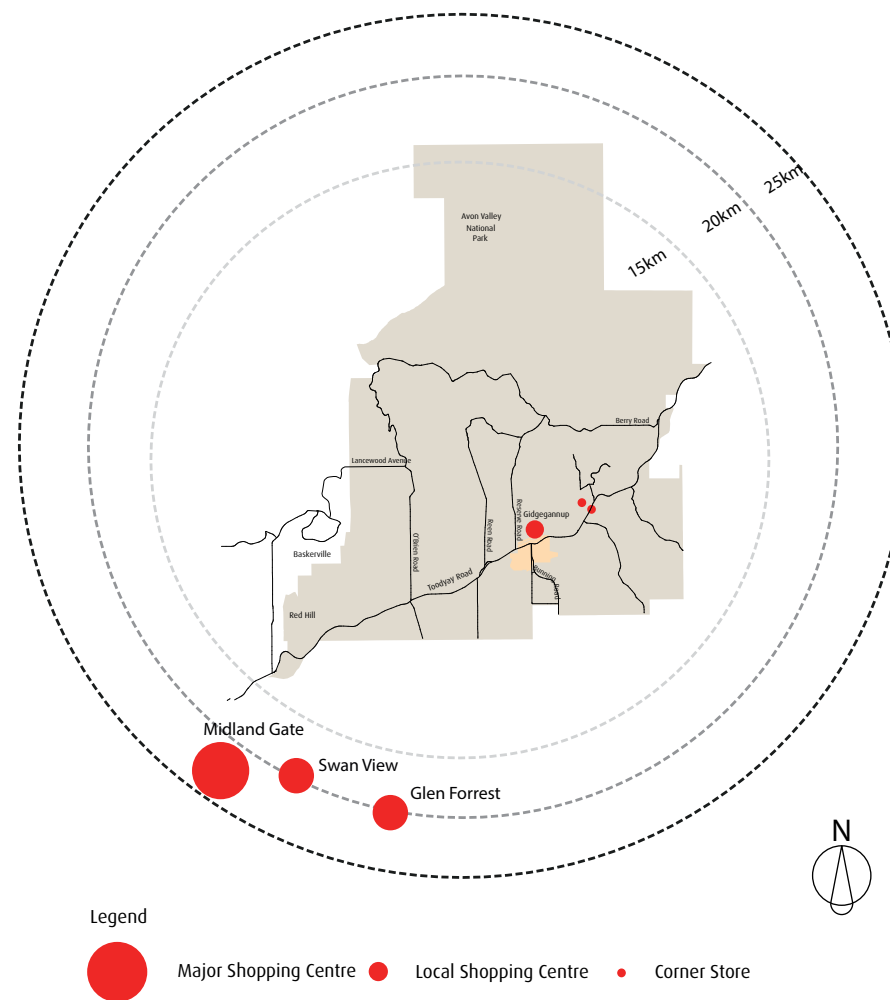 25km
20km
15km
Avon Valley
National
Park
Berry Road
Lancewood Avenue
Gidgegannup
Reserve Road
Reen Road
O'Brien Road
Toodyay Road
Bunning Road
Baskerville
Red Hill
Midland Gate
Swan View
Glen Forrest
N
Legend
Major Shopping Centre
Local Shopping Centre
Corner Store